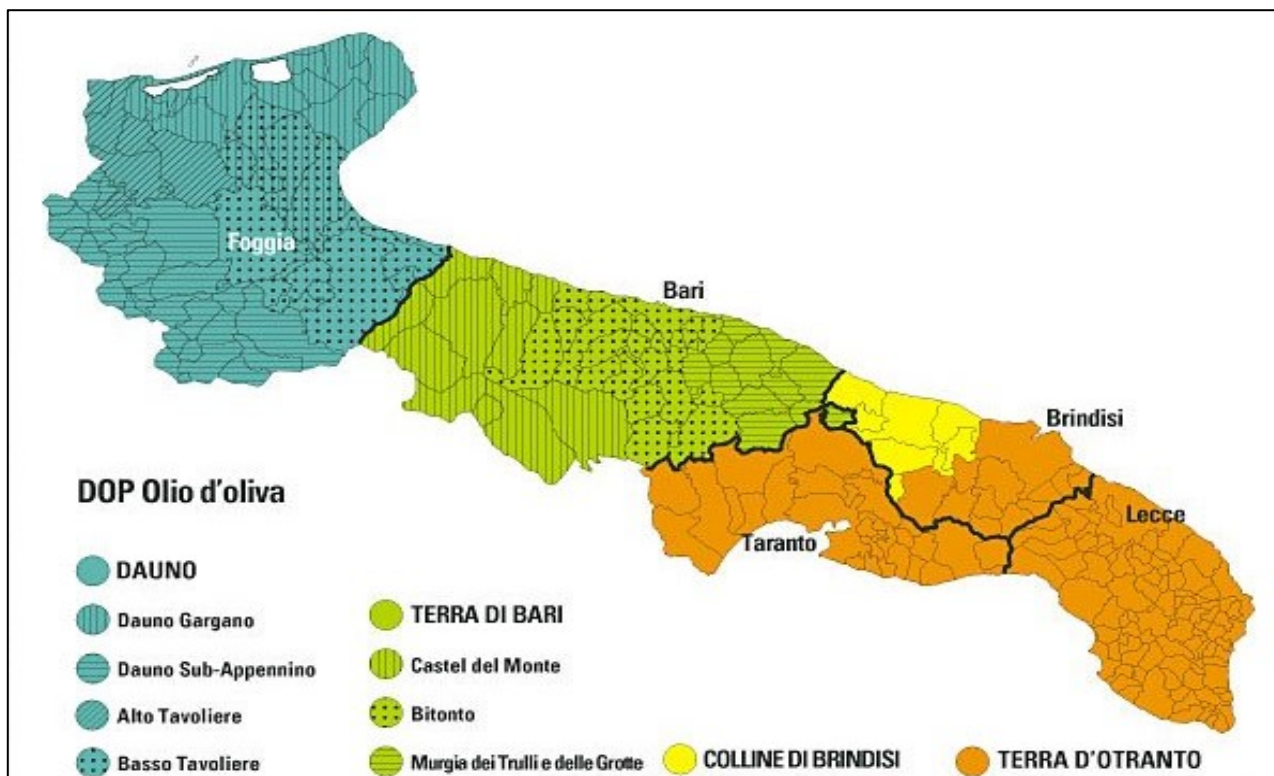 Foggia
Bari
Brindisi
Lecce
Taranto
DOP Olio d'oliva
DAUNO
Dauno Gargano
Dauno Sub-Appennino
Alto Tavoliere
Basso Tavoliere
TERRA DI BARI
Castel del Monte
Bitonto
Murgia dei Trulli e delle Grotte
COLLINE DI BRINDISI
TERRA D'OTRANTO